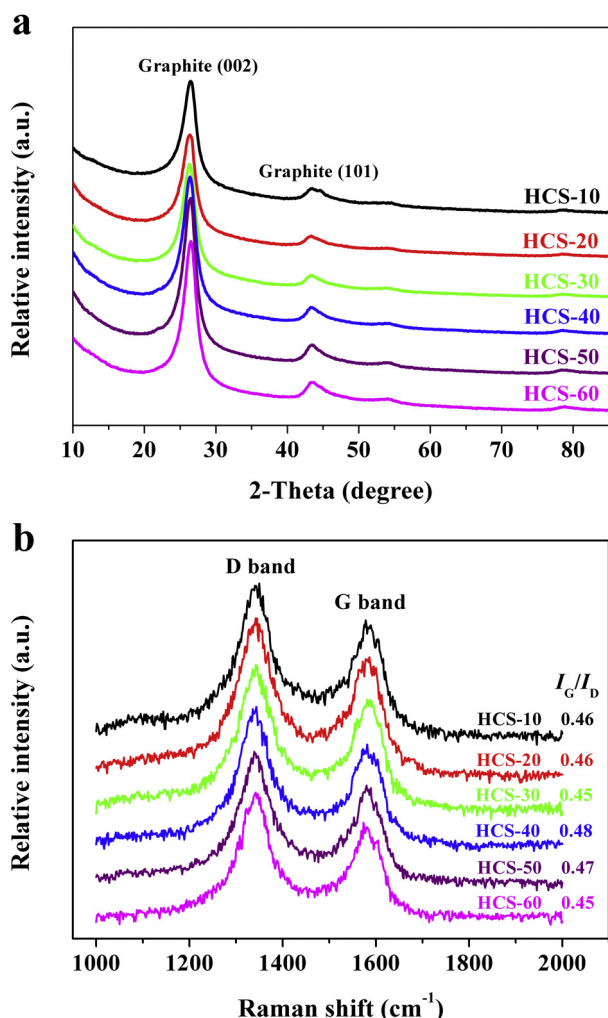 a
Graphite (002)
Graphite (101)
HCS-10
HCS-20
HCS-30
HCS-40
HCS-50
HCS-60
Relative intensity (a.u.)
10 20 30 40 50 60 70 80
2-Theta (degree)
b
D band
G band
I_G/I_D
HCS-10 0.46
HCS-20 0.46
HCS-30 0.45
HCS-40 0.48
HCS-50 0.47
HCS-60 0.45
Relative intensity (a.u.)
1000 1200 1400 1600 1800 2000
Raman shift (cm⁻¹)